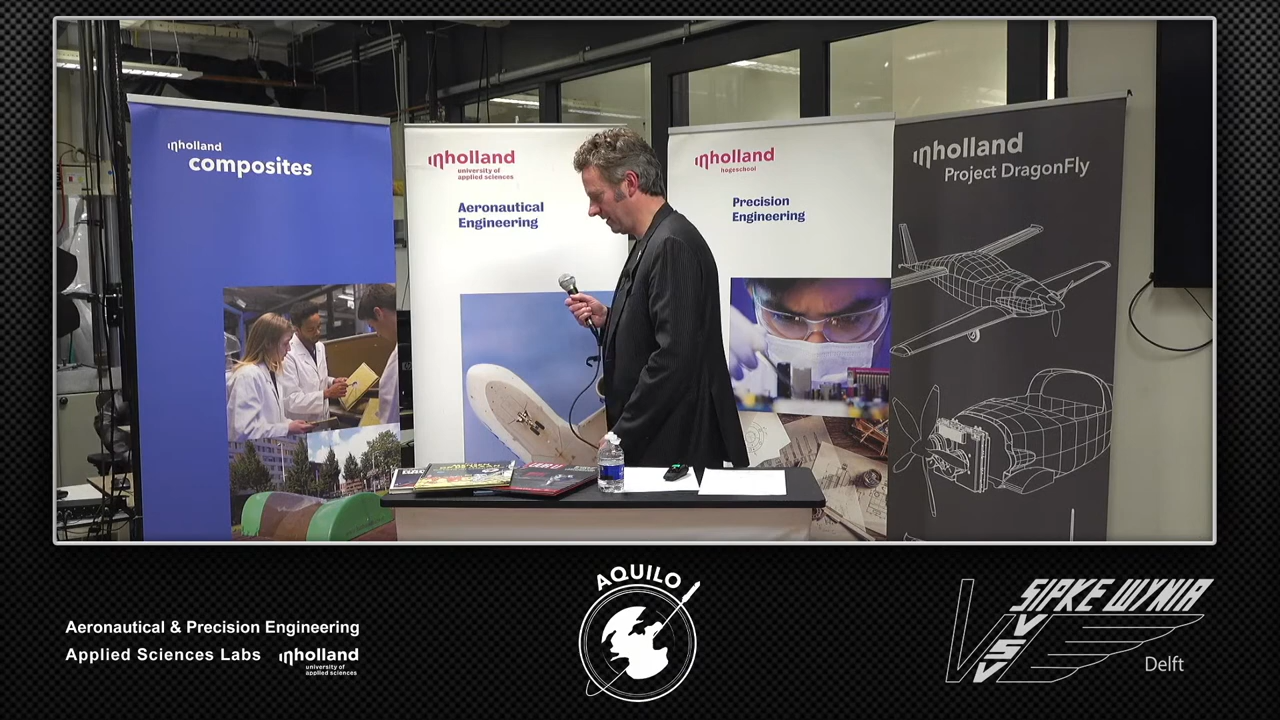 inholland
composites
inholland
university of
applied sciences
Aeronautical
Engineering
inholland
hogeschool
Precision
Engineering
inholland
Project DragonFly
Aeronautical & Precision Engineering
Applied Sciences Labs
inholland
university of
applied sciences
AQUILO
SIPKE WYNIA
VSV
Delft